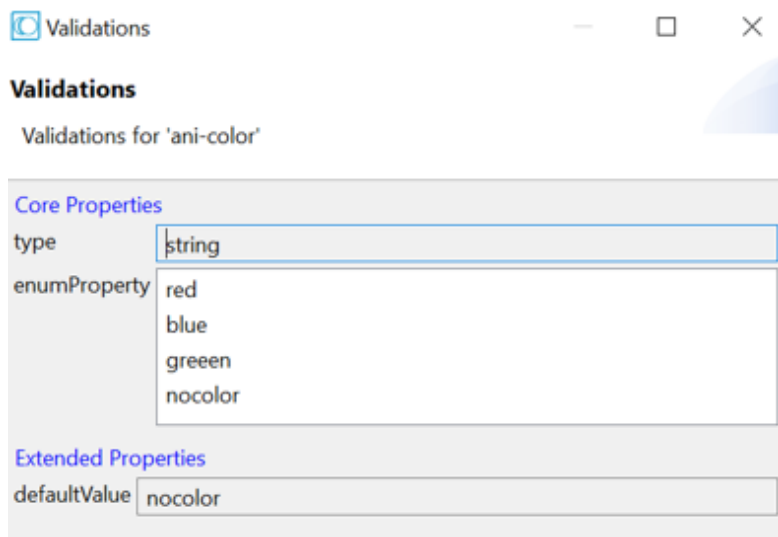 Validations
Validations
Validations for 'ani-color'
Core Properties
type string
enumProperty red
blue
greeen
nocolor
Extended Properties
defaultValue nocolor